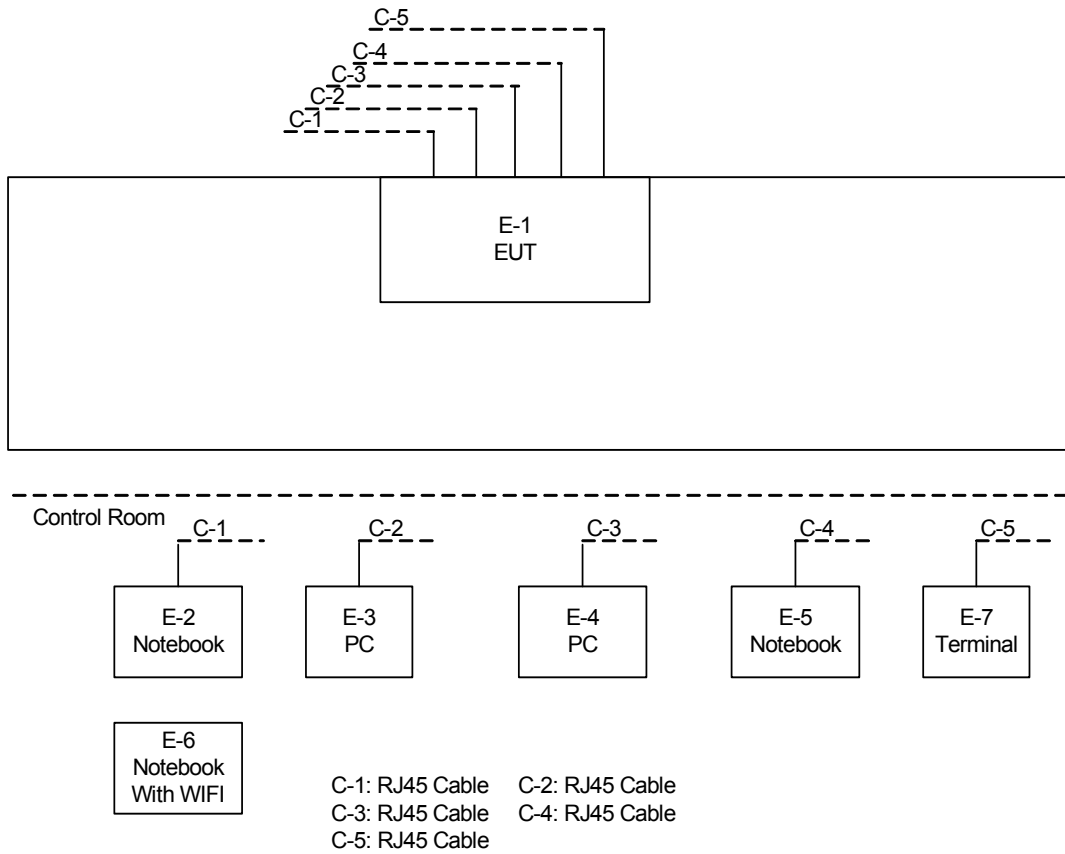 C-5
C-4
C-3
C-2
C-1
E-1
EUT
Control Room
C-1
C-2
C-3
C-4
C-5
E-2
Notebook
E-3
PC
E-4
PC
E-5
Notebook
E-7
Terminal
E-6
Notebook
With WIFI
C-1: RJ45 Cable C-2: RJ45 Cable
C-3: RJ45 Cable C-4: RJ45 Cable
C-5: RJ45 Cable